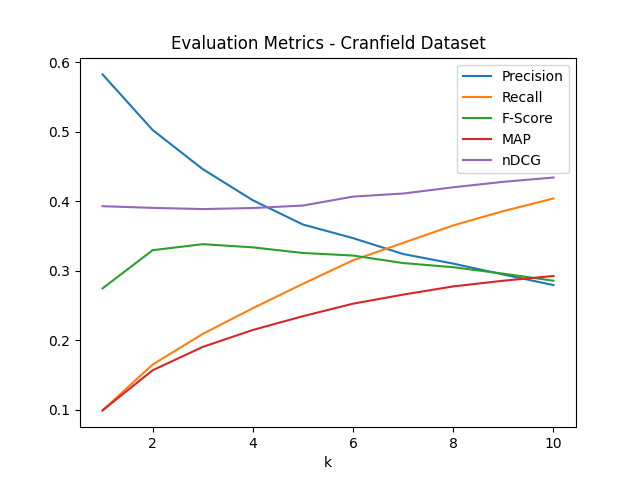 Evaluation Metrics - Cranfield Dataset
0.6
0.5
0.4
0.3
0.2
0.1
Precision
Recall
F-Score
MAP
nDCG
2
4
6
8
10
k